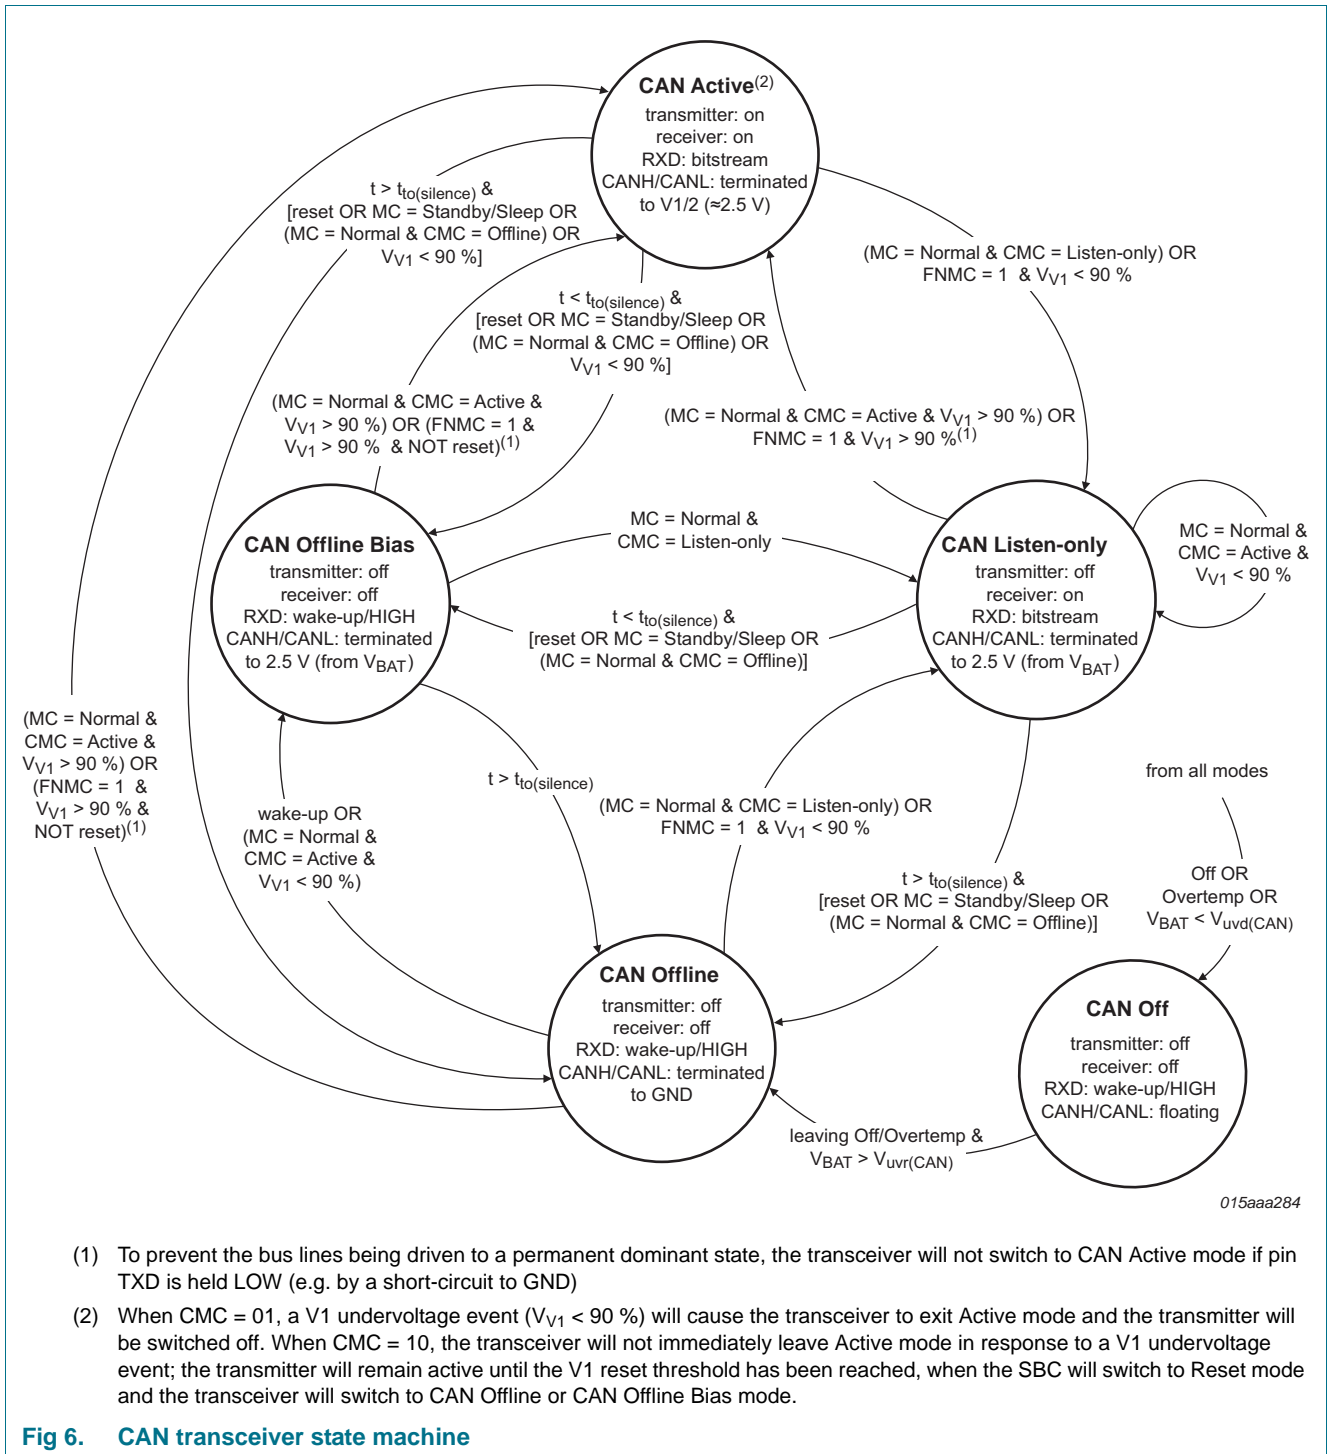 CAN Active(2)
transmitter: on
receiver: on
RXD: bitstream
CANH/CANL: terminated
to V1/2 (≈2.5 V)
t > tto(silence) &
[reset OR MC = Standby/Sleep OR
(MC = Normal & CMC = Offline) OR
VV1 < 90 %]
(MC = Normal & CMC = Listen-only) OR
FNMC = 1 & VV1 < 90 %
t < tto(silence) &
[reset OR MC = Standby/Sleep OR
(MC = Normal & CMC = Offline) OR
VV1 < 90 %]
(MC = Normal & CMC = Active &
VV1 > 90 %) OR (FNMC = 1 &
VV1 > 90 % & NOT reset)(1)
(MC = Normal & CMC = Active & VV1 > 90 %) OR
FNMC = 1 & VV1 > 90 %(1)
CAN Offline Bias
transmitter: off
receiver: off
RXD: wake-up/HIGH
CANH/CANL: terminated
to 2.5 V (from VBAT)
MC = Normal &
CMC = Listen-only
CAN Listen-only
transmitter: off
receiver: on
RXD: bitstream
CANH/CANL: terminated
to 2.5 V (from VBAT)
MC = Normal &
CMC = Active &
VV1 < 90 %
t < tto(silence) &
[reset OR MC = Standby/Sleep OR
(MC = Normal & CMC = Offline)]
(MC = Normal &
CMC = Active &
VV1 > 90 %) OR
(FNMC = 1 &
VV1 > 90 % &
NOT reset)(1)
wake-up OR
(MC = Normal &
CMC = Active &
VV1 < 90 %)
t > tto(silence)
(MC = Normal & CMC = Listen-only) OR
FNMC = 1 & VV1 < 90 %
from all modes
Off OR
Overtemp OR
VBAT < Vuvd(CAN)
t > tto(silence) &
[reset OR MC = Standby/Sleep OR
(MC = Normal & CMC = Offline)]
CAN Offline
transmitter: off
receiver: off
RXD: wake-up/HIGH
CANH/CANL: terminated
to GND
CAN Off
transmitter: off
receiver: off
RXD: wake-up/HIGH
CANH/CANL: floating
leaving Off/Overtemp &
VBAT > Vuvr(CAN)
015aaa284
(1) To prevent the bus lines being driven to a permanent dominant state, the transceiver will not switch to CAN Active mode if pin
TXD is held LOW (e.g. by a short-circuit to GND)
(2) When CMC = 01, a V1 undervoltage event (VV1 < 90 %) will cause the transceiver to exit Active mode and the transmitter will
be switched off. When CMC = 10, the transceiver will not immediately leave Active mode in response to a V1 undervoltage
event; the transmitter will remain active until the V1 reset threshold has been reached, when the SBC will switch to Reset mode
and the transceiver will switch to CAN Offline or CAN Offline Bias mode.
Fig 6. CAN transceiver state machine